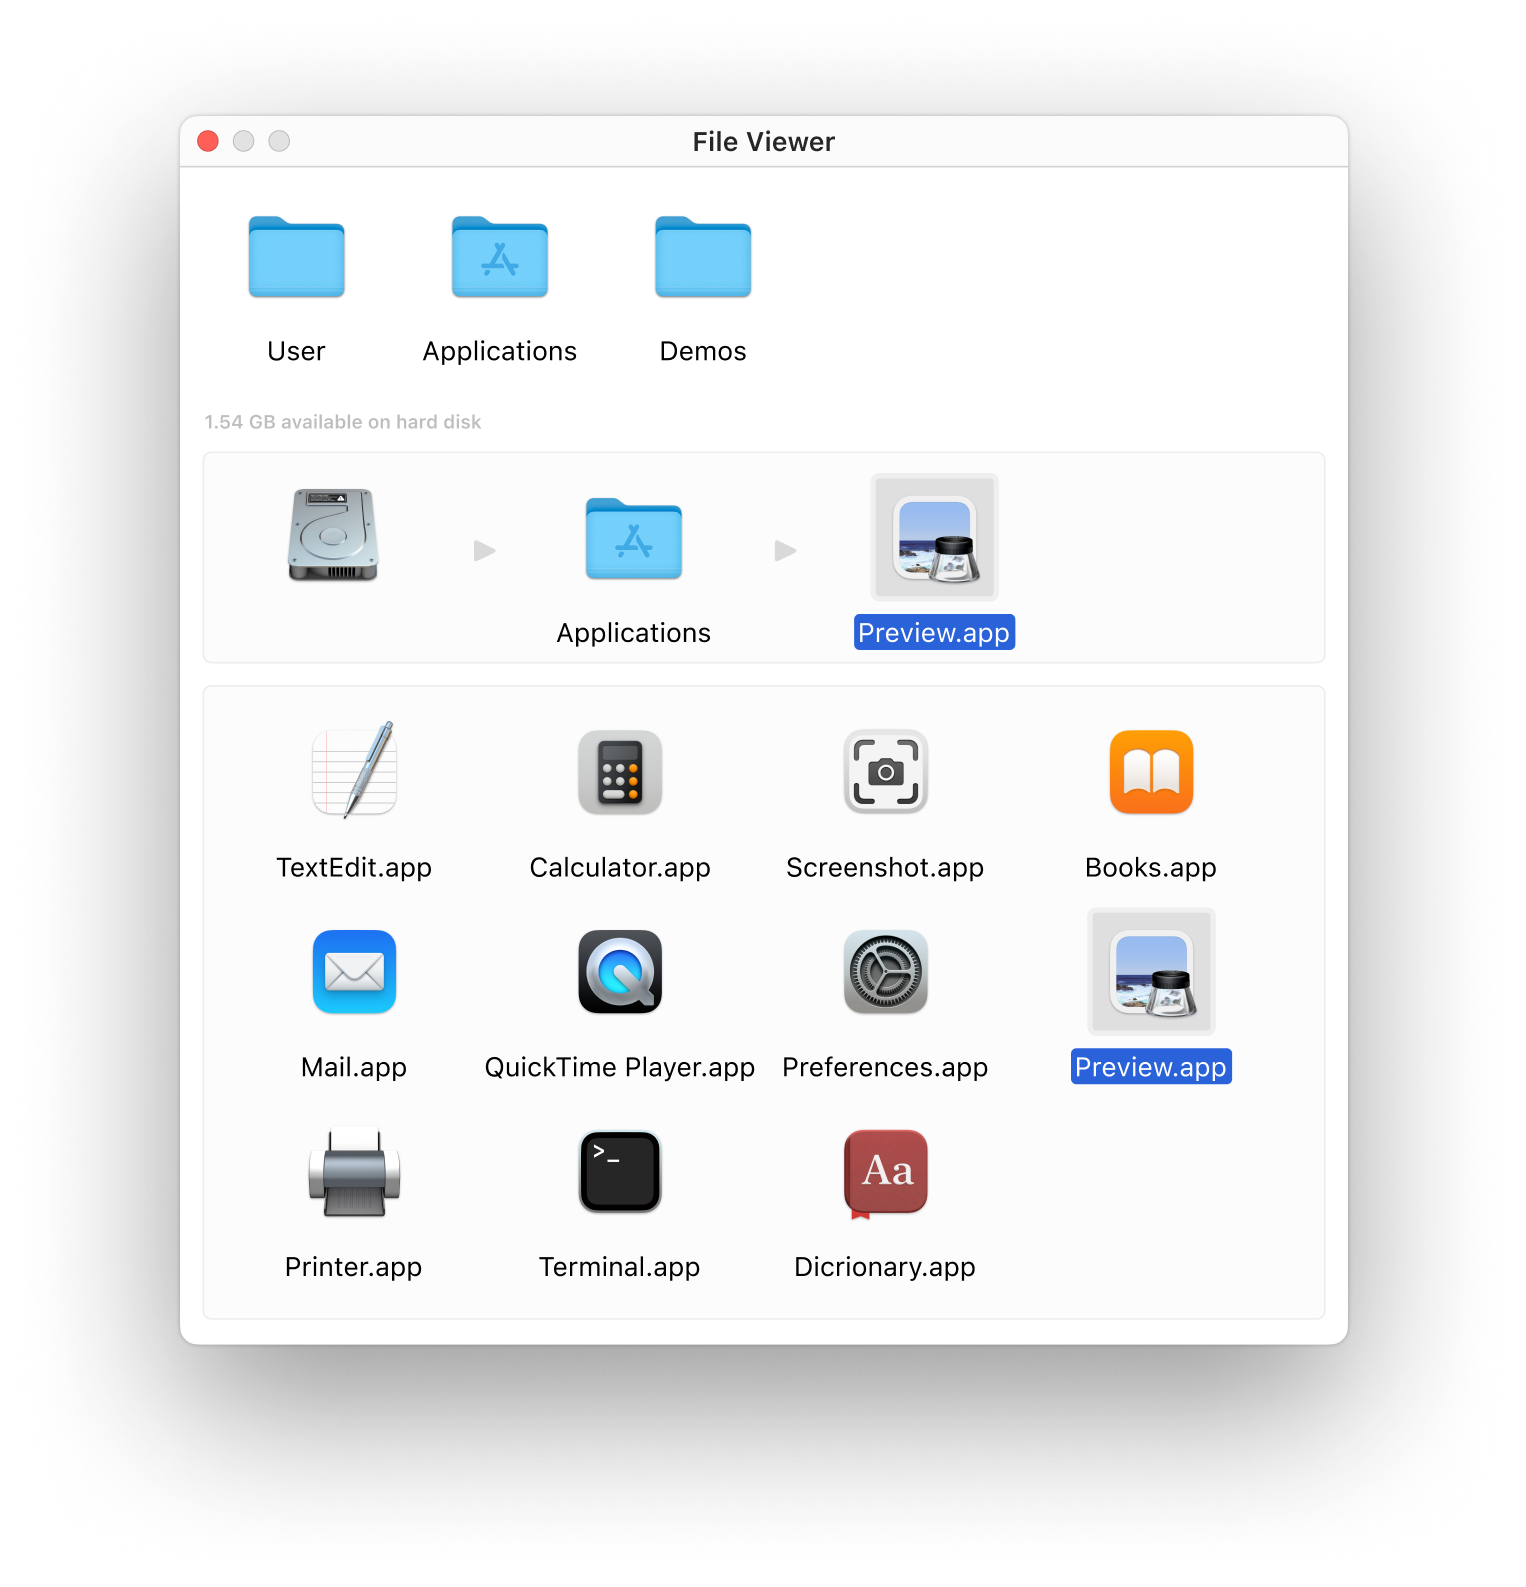 File Viewer
User Applications Demos
1.54 GB available on hard disk
Applications Preview.app
TextEdit.app Calculator.app Screenshot.app Books.app
Mail.app QuickTime Player.app Preferences.app Preview.app
>_
Aa
Printer.app Terminal.app Dicrionary.app